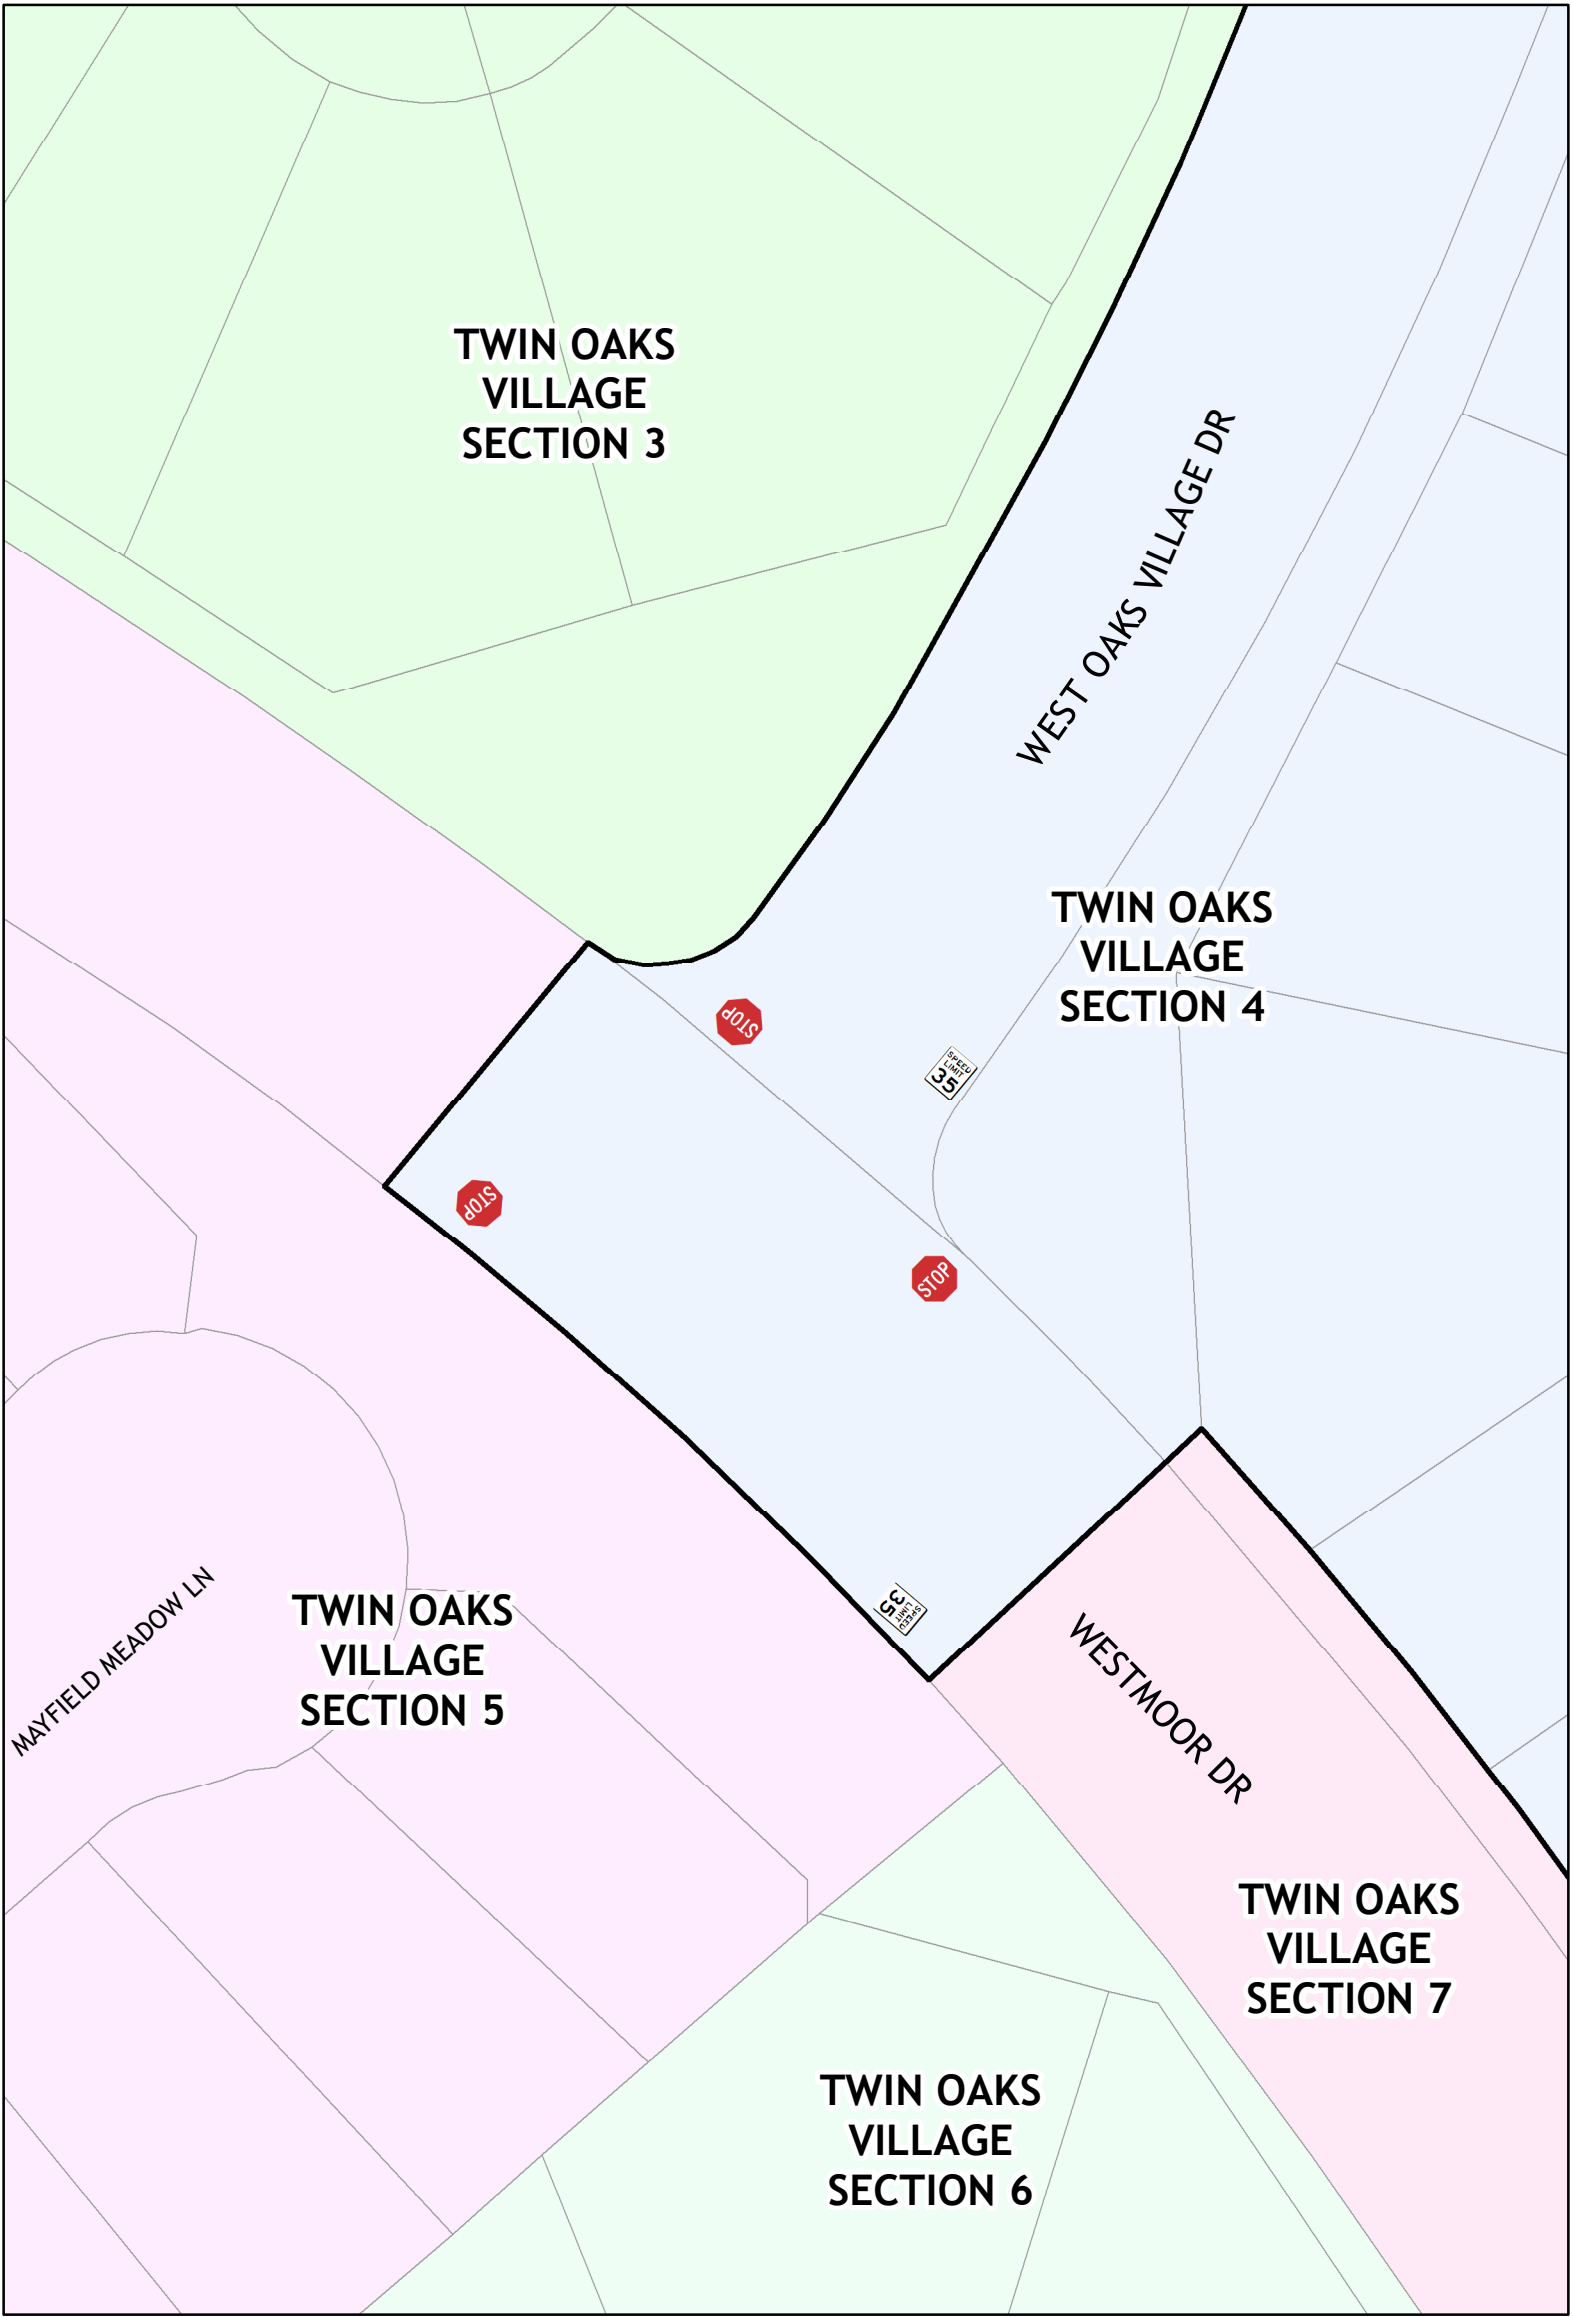 TWIN OAKS
VILLAGE
SECTION 3
WEST OAKS VILLAGE DR
TWIN OAKS
VILLAGE
SECTION 4
STOP
SPEED
LIMIT
35
STOP
STOP
TWIN OAKS
VILLAGE
SECTION 5
MAYFIELD MEADOW LN
SPEED
LIMIT
35
WESTMOOR DR
TWIN OAKS
VILLAGE
SECTION 7
TWIN OAKS
VILLAGE
SECTION 6